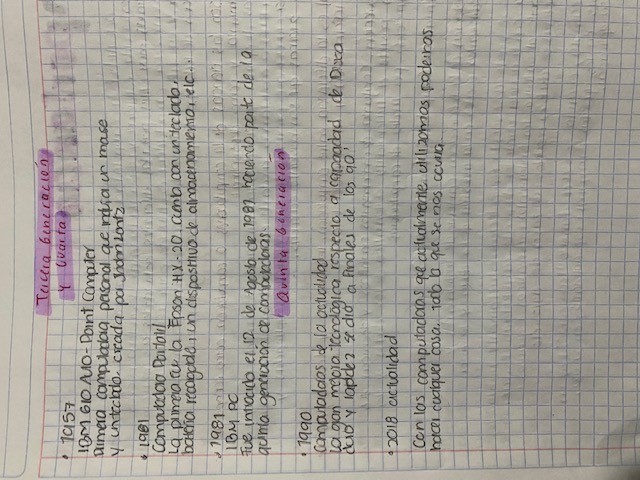 Tercera Generación
y Cuarta
• 1957
IBM 610 Auto-Point Computer
Primera computadora personal que incluia un mause
y un teclado, creada por John Lentz
• 1981
Computadora Portatil
La primera fue la Epson HX-20, cuenta con un teclado,
bateria recargable, un dispositivo de almacenamiento, etc..
• 1981
IBM PC
Fue introcido el 12 de Agosto de 1981 haciendo parte de la
quinta generación de computadoras
Quinta Generación
• 1990
Computadoras de la actualidad
La gran mejora tecnologica respecto a capacidad de Disco
duro y rapidez se dio a finales de los 90'
• 2018 actualidad
Con las computadoras que actualmente utilizamos podemos
hacer cualquier cosa, todo lo que se nos ocurra.